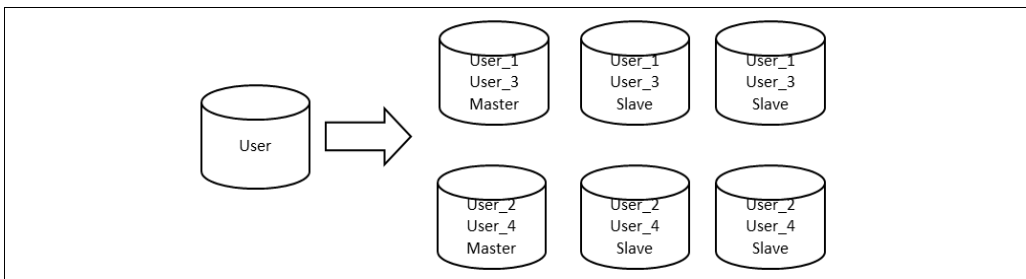 User
User_1
User_3
Master
User_1
User_3
Slave
User_1
User_3
Slave
User_2
User_4
Master
User_2
User_4
Slave
User_2
User_4
Slave